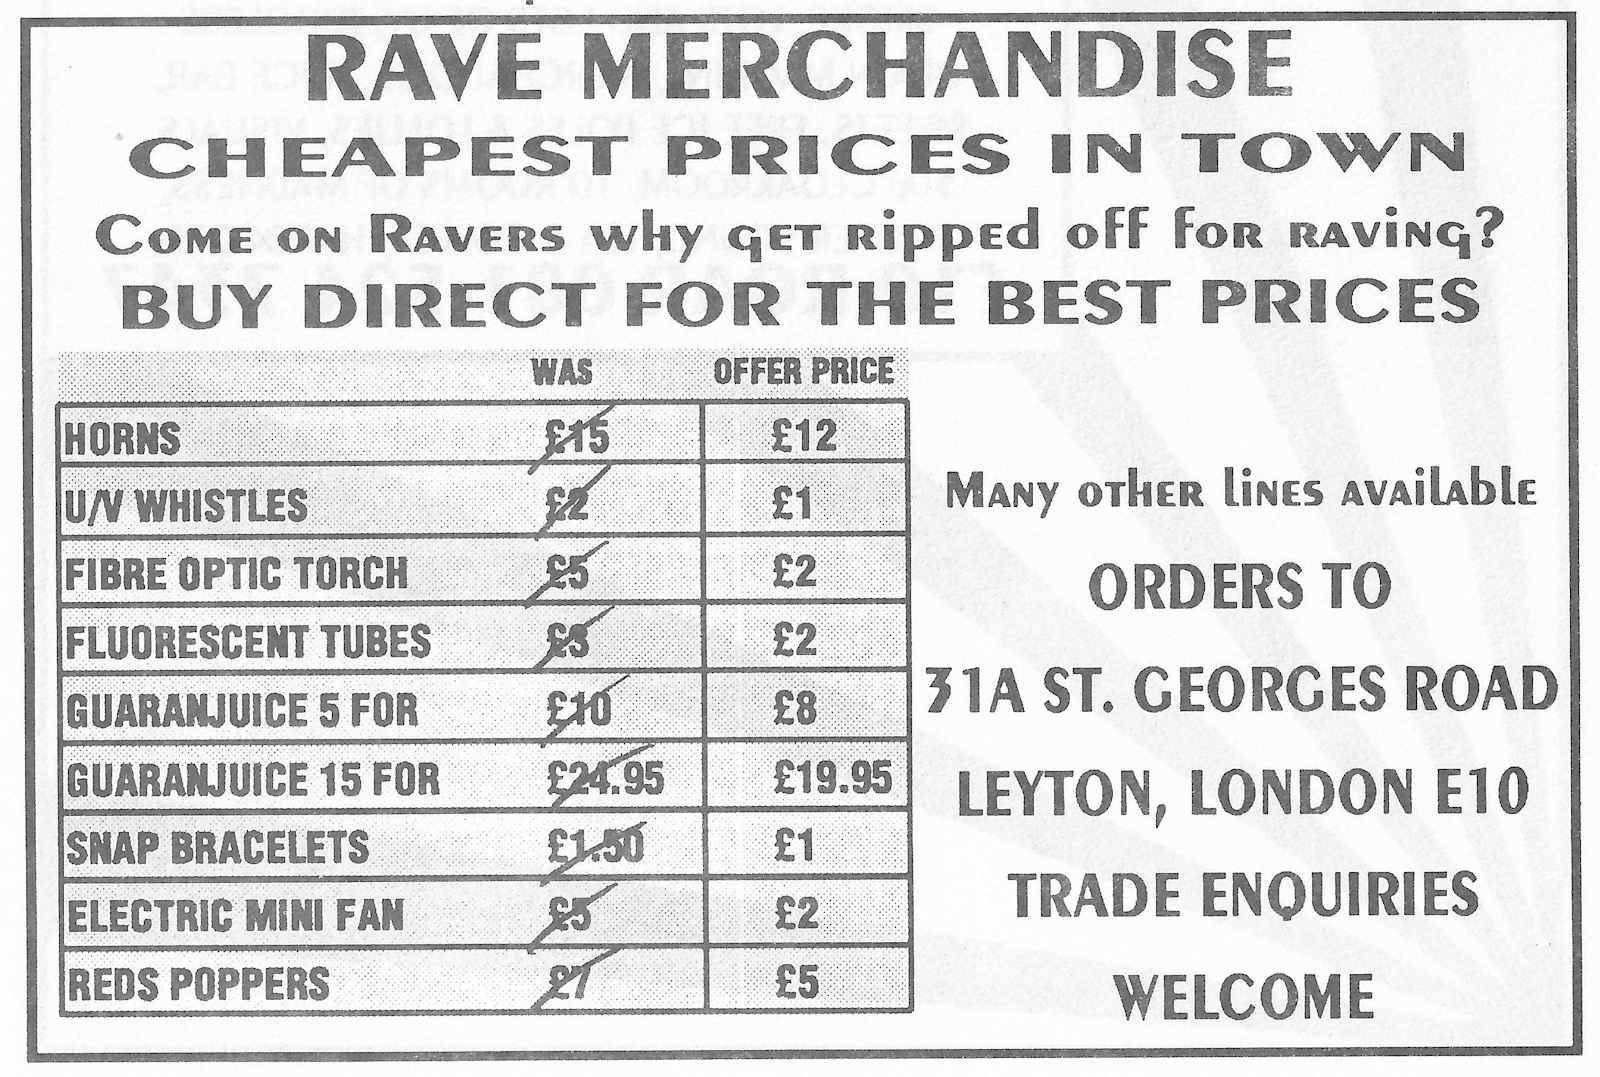 RAVE MERCHANDISE
CHEAPEST PRICES IN TOWN
COME ON RAVERS WHY GET RIPPED OFF FOR RAVING?
BUY DIRECT FOR THE BEST PRICES
WAS OFFER PRICE
HORNS £15 £12
U/V WHISTLES £2 £1
FIBRE OPTIC TORCH £5 £2
FLUORESCENT TUBES £3 £2
GUARANJUICE 5 FOR £10 £8
GUARANJUICE 15 FOR £24.95 £19.95
SNAP BRACELETS £1.50 £1
ELECTRIC MINI FAN £5 £2
REDS POPPERS £7 £5
MANY OTHER LINES AVAILABLE
ORDERS TO
31A ST. GEORGES ROAD
LEYTON, LONDON E10
TRADE ENQUIRIES
WELCOME